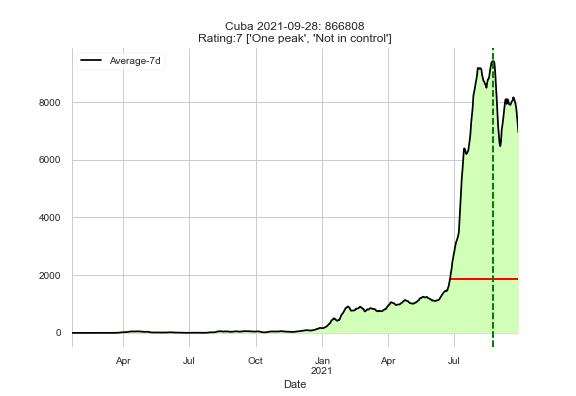 Cuba 2021-09-28: 866808
Rating:7 ['One peak', 'Not in control']
Average-7d
8000
6000
4000
2000
0
Apr
Jul
Oct
Jan
2021
Apr
Jul
Date